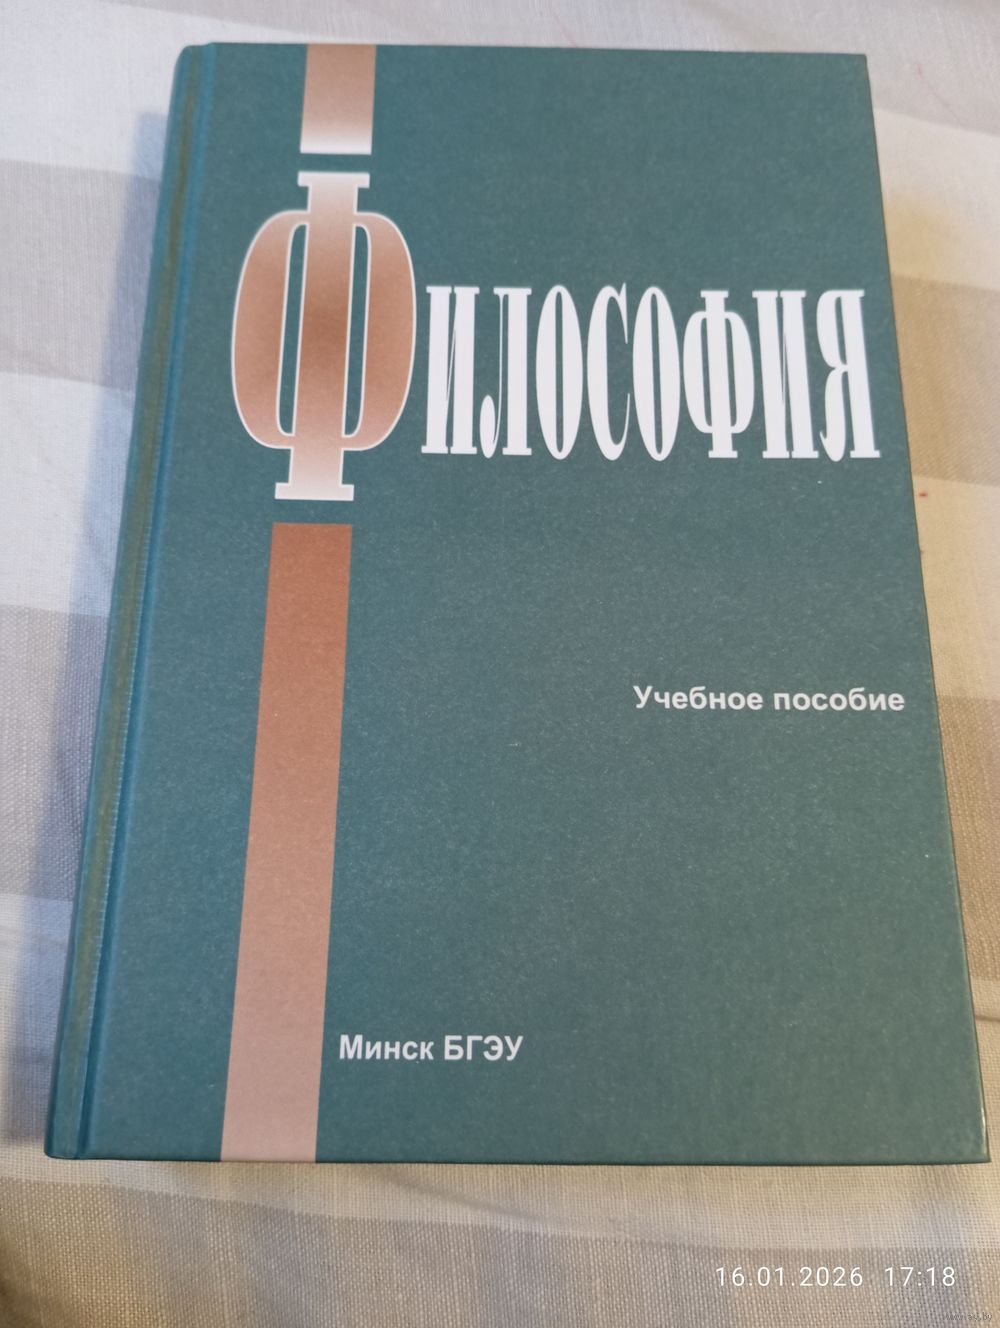 Философия
Учебное пособие
Минск БГЭУ
16.01.2026 17:18